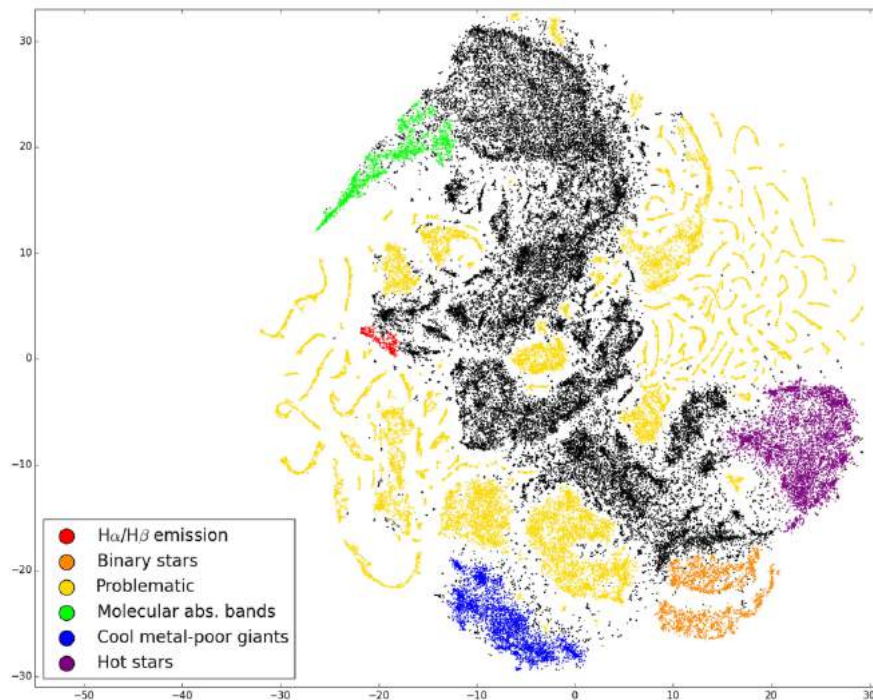 30
20
10
0
−10
−20
−30
Hα/Hβ emission
Binary stars
Problematic
Molecular abs. bands
Cool metal-poor giants
Hot stars
−50 −40 −30 −20 −10 0 10 20 30